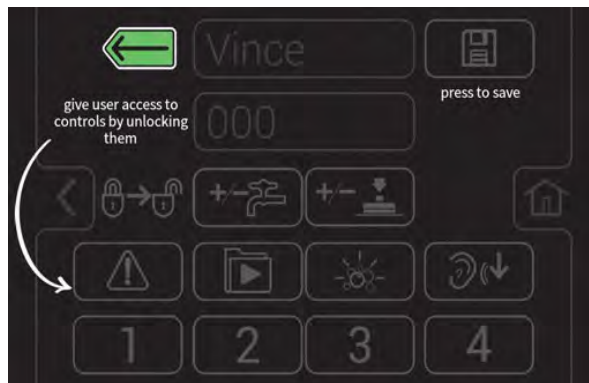 Vince
press to save
give user access to
controls by unlocking
them
000
+/- +/-
1 2 3 4